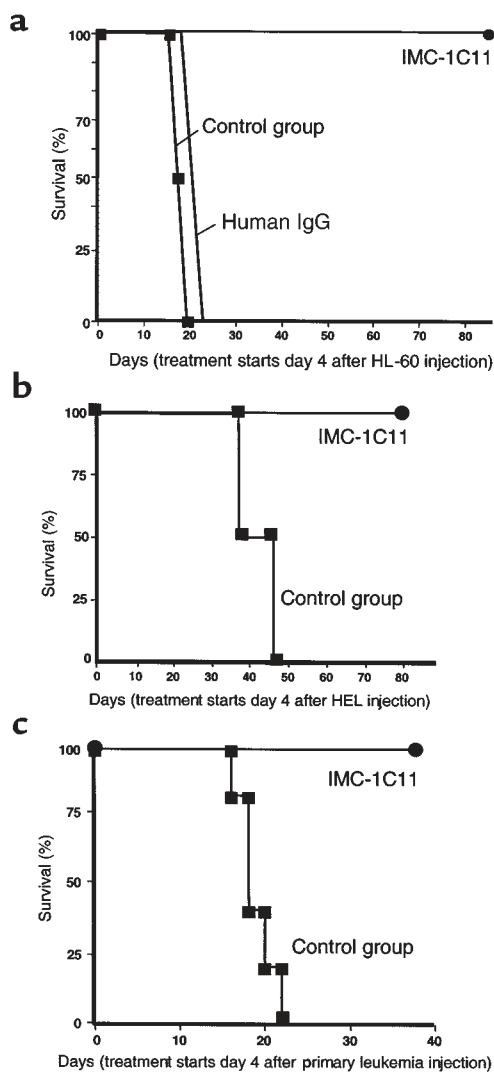 a
100
IMC-1C11
70
Control group
50
Human IgG
25
0
Survival (%)
0 10 20 30 40 50 60 70 80
Days (treatment starts day 4 after HL-60 injection)
b
100
IMC-1C11
75
50
Control group
25
0
Survival (%)
0 10 20 30 40 50 60 70 80
Days (treatment starts day 4 after HEL injection)
c
100
IMC-1C11
75
50
Control group
25
0
Survival (%)
0 10 20 30 40
Days (treatment starts day 4 after primary leukemia injection)